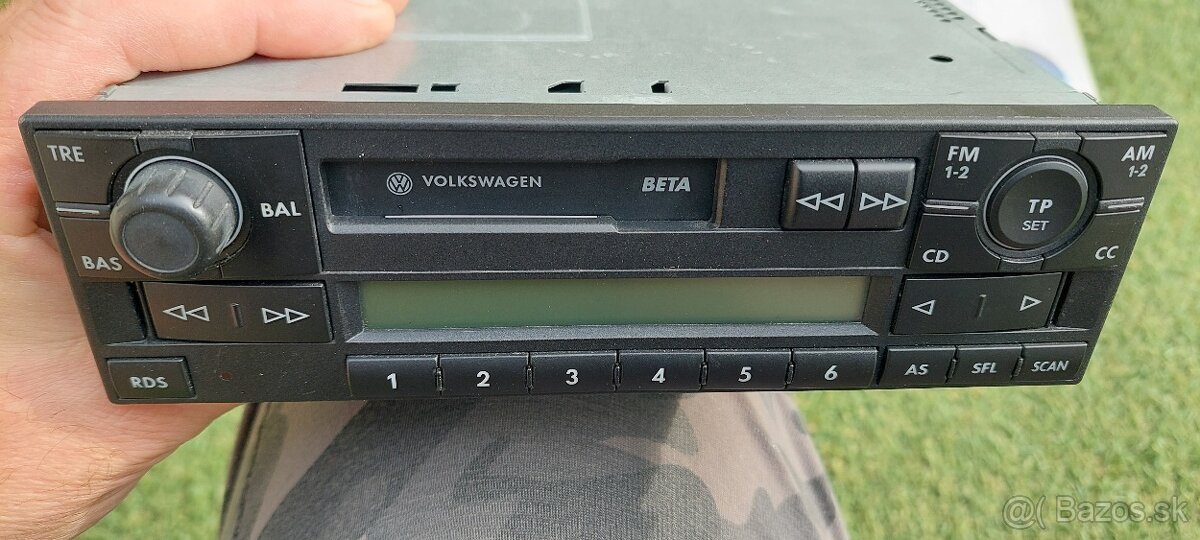 TRE
BAL
BAS
VOLKSWAGEN
BETA
FM
1-2
AM
1-2
TP
SET
CD
CC
RDS
1 2 3 4 5 6
AS SFL SCAN
@( Bazos.sk